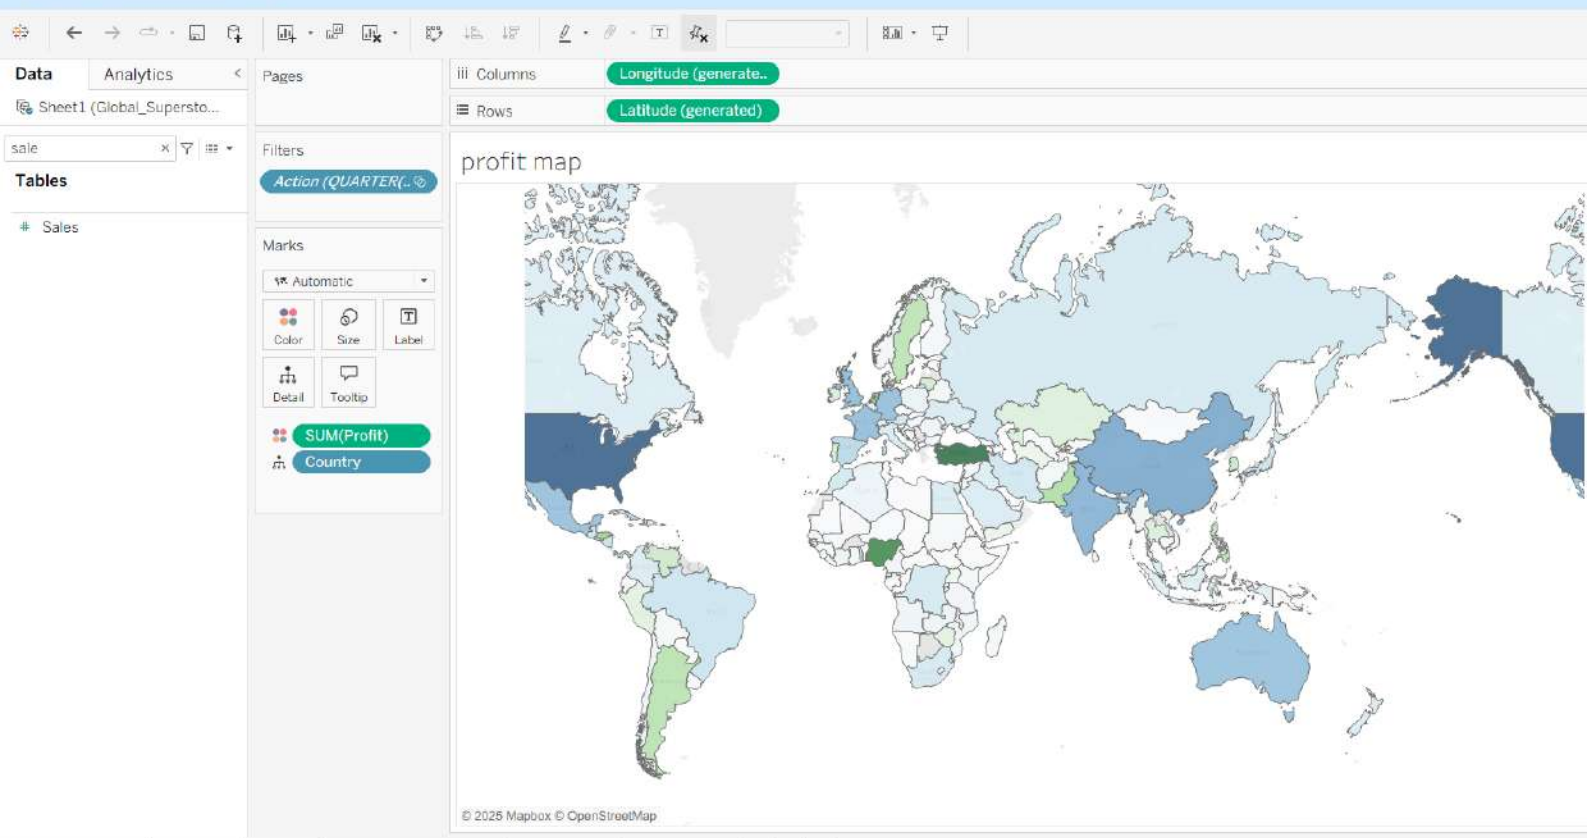 Data
Analytics
Sheet1 (Global_Supersto...
sale
Tables
Sales
Pages
Filters
Action (QUARTER(..
Marks
Automatic
Color
Size
Label
Detail
Tooltip
SUM(Profit)
Country
iii Columns
Longitude (generate..
Rows
Latitude (generated)
profit map
© 2025 Mapbox © OpenStreetMap